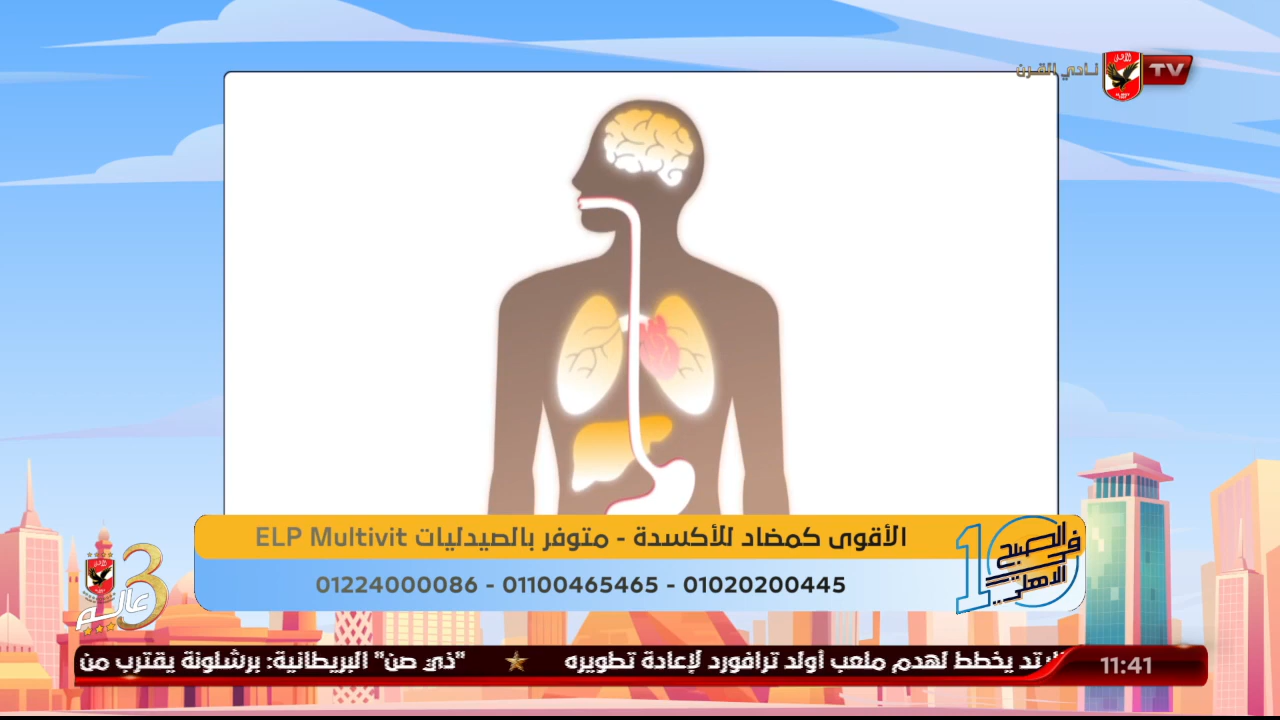 نادي القرن TV
الأقوى كمضاد للأكسدة - متوفر بالصيدليات ELP Multivit
01224000086 - 01100465465 - 01020200445
10 الصبح في الأهلي..
3 عالم
يتد يخطط لهدم ملعب أولد ترافورد لإعادة تطويره ★ "ذي صن" البريطانية: برشلونة يقترب من
11:41